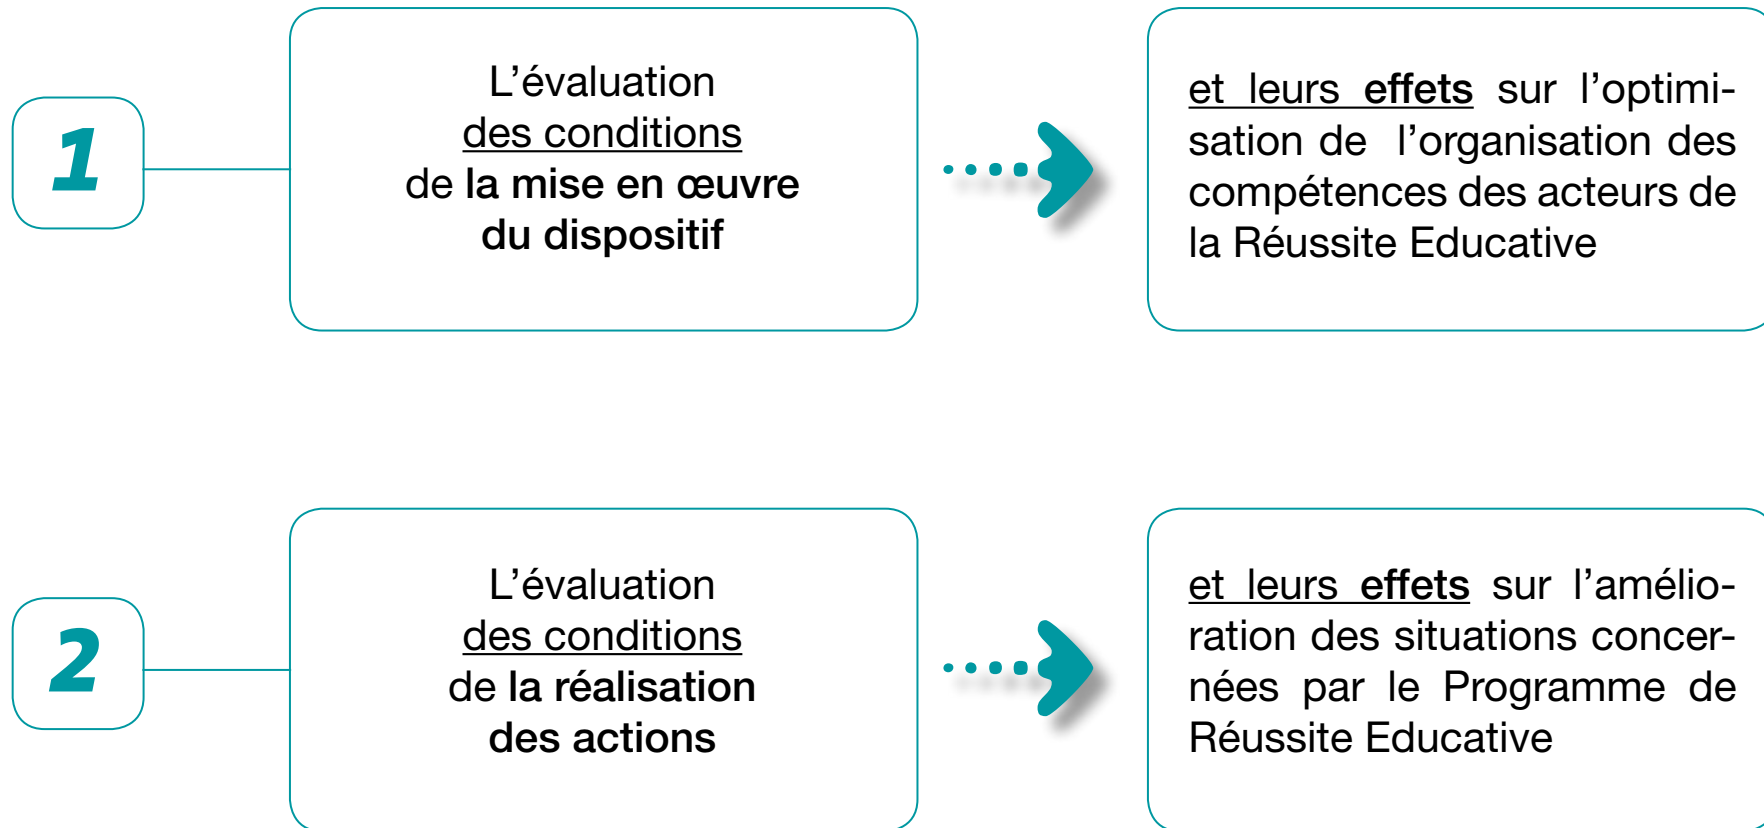 1
L’évaluation
des conditions
de la mise en œuvre
du dispositif
et leurs effets sur l’optimi-
sation de l’organisation des
compétences des acteurs de
la Réussite Educative
2
L’évaluation
des conditions
de la réalisation
des actions
et leurs effets sur l’amélio-
ration des situations concer-
nées par le Programme de
Réussite Educative